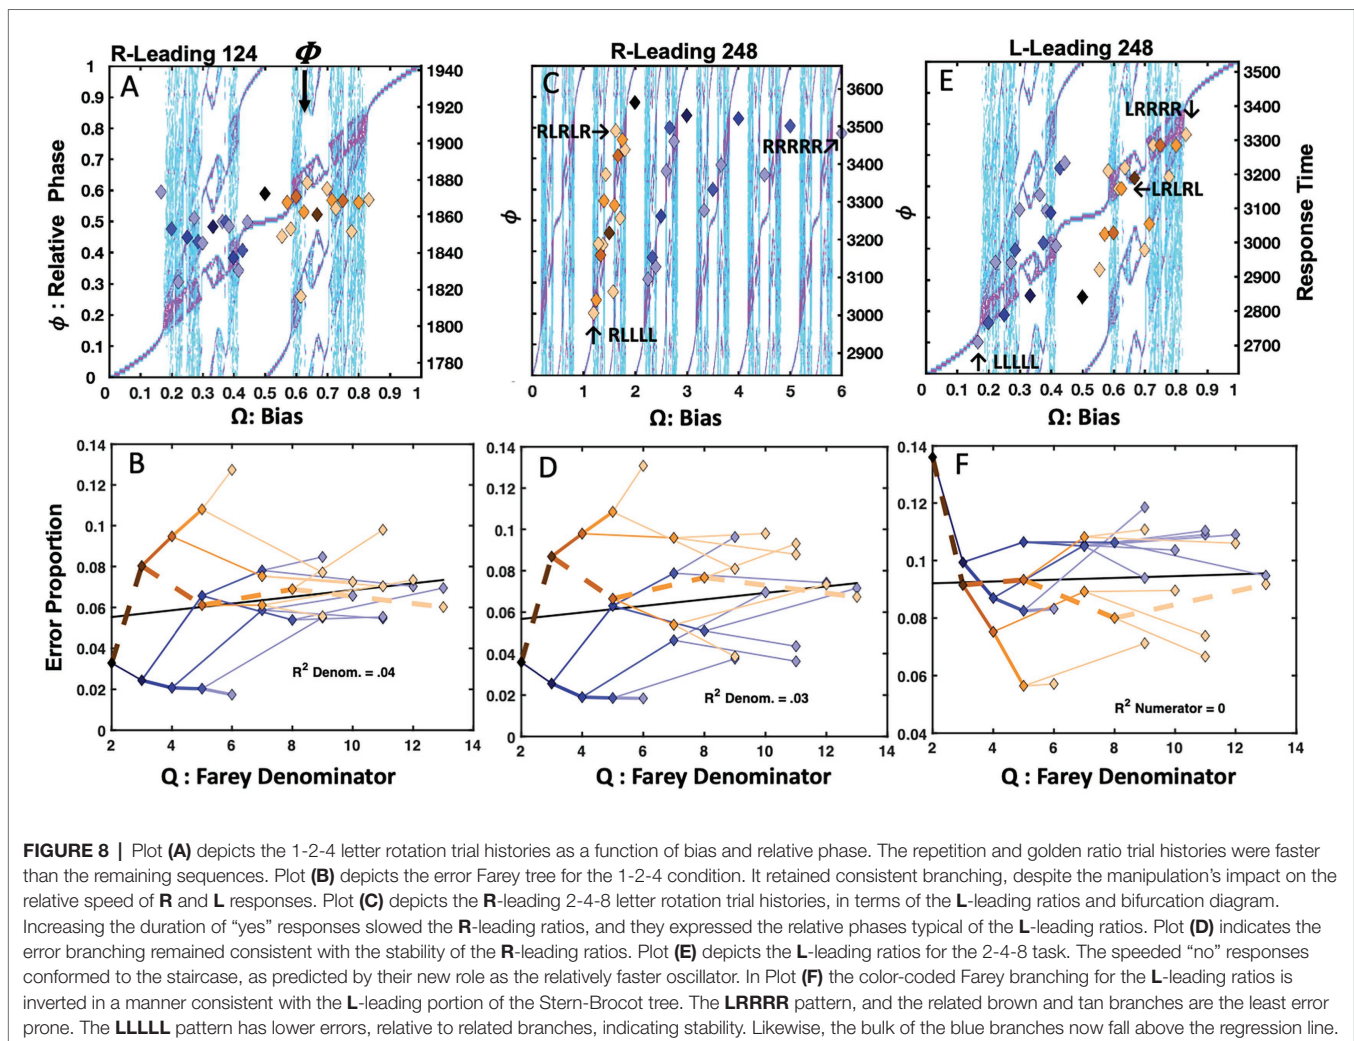 R-Leading 124
Φ
A
1
0.9
0.8
0.7
0.6
0.5
0.4
0.3
0.2
0.1
0
ϕ : Relative Phase
1940
1920
1900
1880
1860
1840
1820
1800
1780
0 0.1 0.2 0.3 0.4 0.5 0.6 0.7 0.8 0.9 1
Ω: Bias
R-Leading 248
C
ϕ
RLRLR→
RRRRR↗
↑ RLLLL
3600
3500
3400
3300
3200
3100
3000
2900
0 1 2 3 4 5 6
Ω: Bias
L-Leading 248
E
ϕ
LRRRR↓
←LRLRL
↑ LLLLL
3500
3400
3300
3200
3100
3000
2900
2800
2700
Response Time
0 0.1 0.2 0.3 0.4 0.5 0.6 0.7 0.8 0.9 1
Ω: Bias
B
0.14
0.12
0.1
0.08
0.06
0.04
0.02
0
Error Proportion
R² Denom. = .04
2 4 6 8 10 12 14
Q : Farey Denominator
D
0.14
0.12
0.1
0.08
0.06
0.04
0.02
0
R² Denom. = .03
2 4 6 8 10 12 14
Q : Farey Denominator
F
0.14
0.12
0.1
0.08
0.06
0.04
R² Numerator = 0
2 4 6 8 10 12 14
Q : Farey Denominator
FIGURE 8 | Plot (A) depicts the 1-2-4 letter rotation trial histories as a function of bias and relative phase. The repetition and golden ratio trial histories were faster
than the remaining sequences. Plot (B) depicts the error Farey tree for the 1-2-4 condition. It retained consistent branching, despite the manipulation's impact on the
relative speed of R and L responses. Plot (C) depicts the R-leading 2-4-8 letter rotation trial histories, in terms of the L-leading ratios and bifurcation diagram.
Increasing the duration of "yes" responses slowed the R-leading ratios, and they expressed the relative phases typical of the L-leading ratios. Plot (D) indicates the
error branching remained consistent with the stability of the R-leading ratios. Plot (E) depicts the L-leading ratios for the 2-4-8 task. The speeded "no" responses
conformed to the staircase, as predicted by their new role as the relatively faster oscillator. In Plot (F) the color-coded Farey branching for the L-leading ratios is
inverted in a manner consistent with the L-leading portion of the Stern-Brocot tree. The LRRRR pattern, and the related brown and tan branches are the least error
prone. The LLLLL pattern has lower errors, relative to related branches, indicating stability. Likewise, the bulk of the blue branches now fall above the regression line.